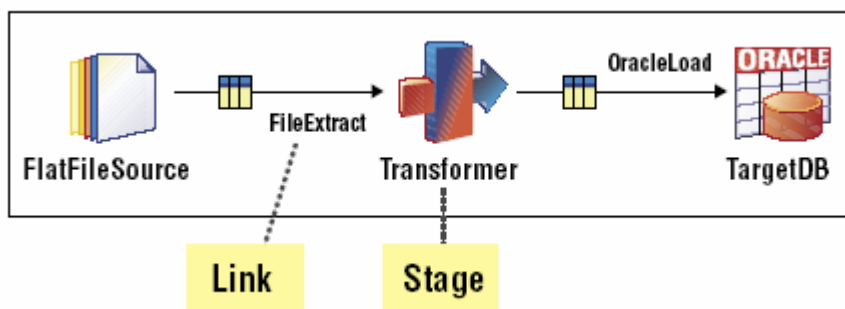 OracleLoad
ORACLE
FileExtract
FlatFileSource
Transformer
TargetDB
Link
Stage